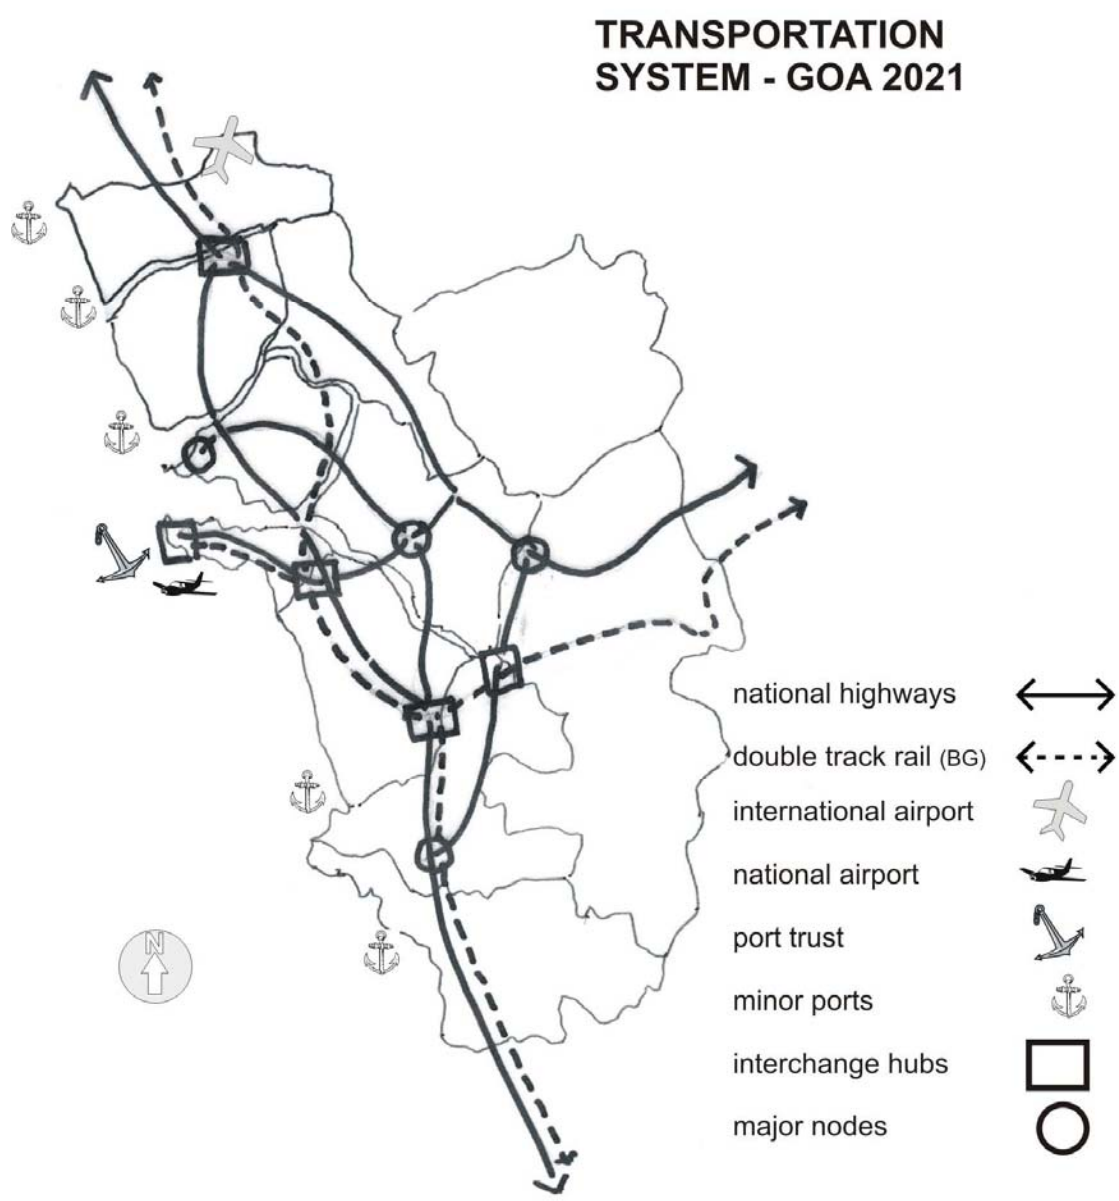 TRANSPORTATION
SYSTEM - GOA 2021
national highways
double track rail (BG)
international airport
national airport
port trust
minor ports
interchange hubs
major nodes
N